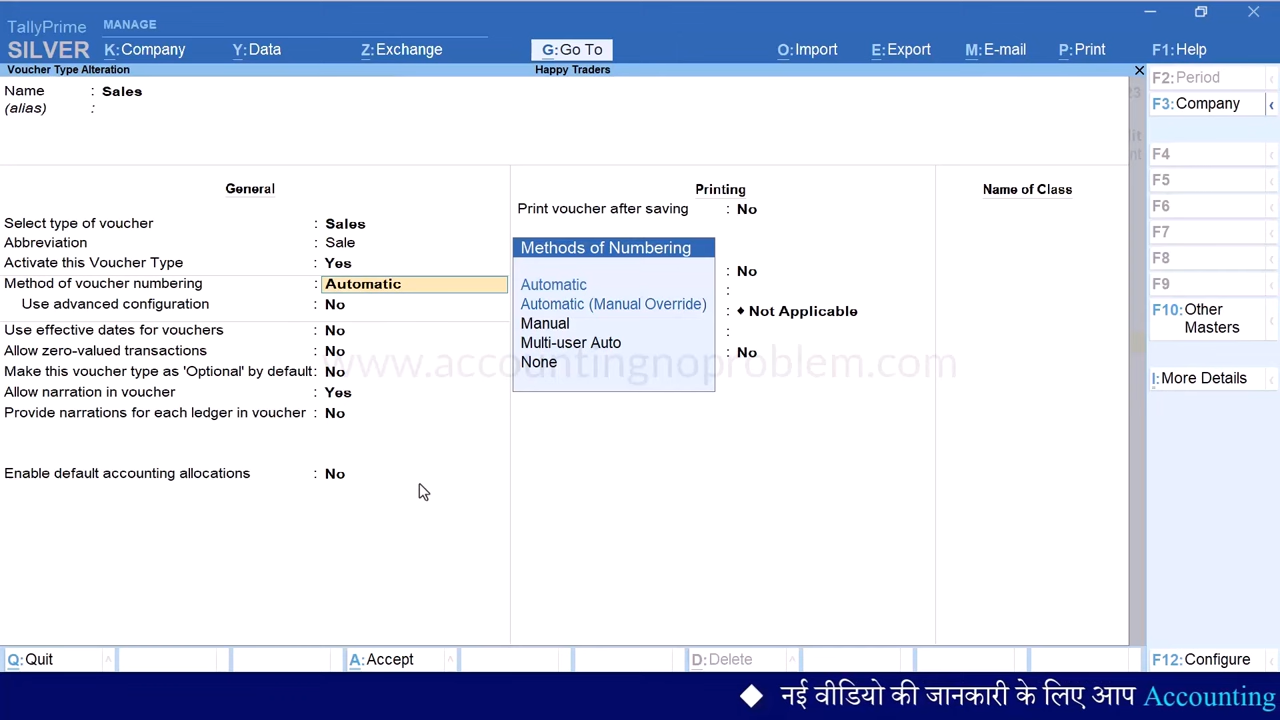 TallyPrime MANAGE
SILVER K:Company Y:Data Z:Exchange G:Go To O:Import E:Export M:E-mail P:Print F1:Help
Voucher Type Alteration Happy Traders
F2:Period
Name : Sales
(alias) :
F3:Company
F4
F5
F6
F7
F8
F9
F10:Other
Masters
I:More Details
General
Select type of voucher : Sales
Abbreviation : Sale
Activate this Voucher Type : Yes
Method of voucher numbering : Automatic
Use advanced configuration : No
Use effective dates for vouchers : No
Allow zero-valued transactions : No
Make this voucher type as 'Optional' by default: No
Allow narration in voucher : Yes
Provide narrations for each ledger in voucher : No
Enable default accounting allocations : No
Printing
Print voucher after saving : No
Methods of Numbering
Automatic
Automatic (Manual Override)
Manual
Multi-user Auto
None
: No
:
: ♦ Not Applicable
:
: No
Name of Class
www.accountingnoproblem.com
Q:Quit A:Accept D:Delete F12:Configure
◆ नई वीडियो की जानकारी के लिए आप Accounting